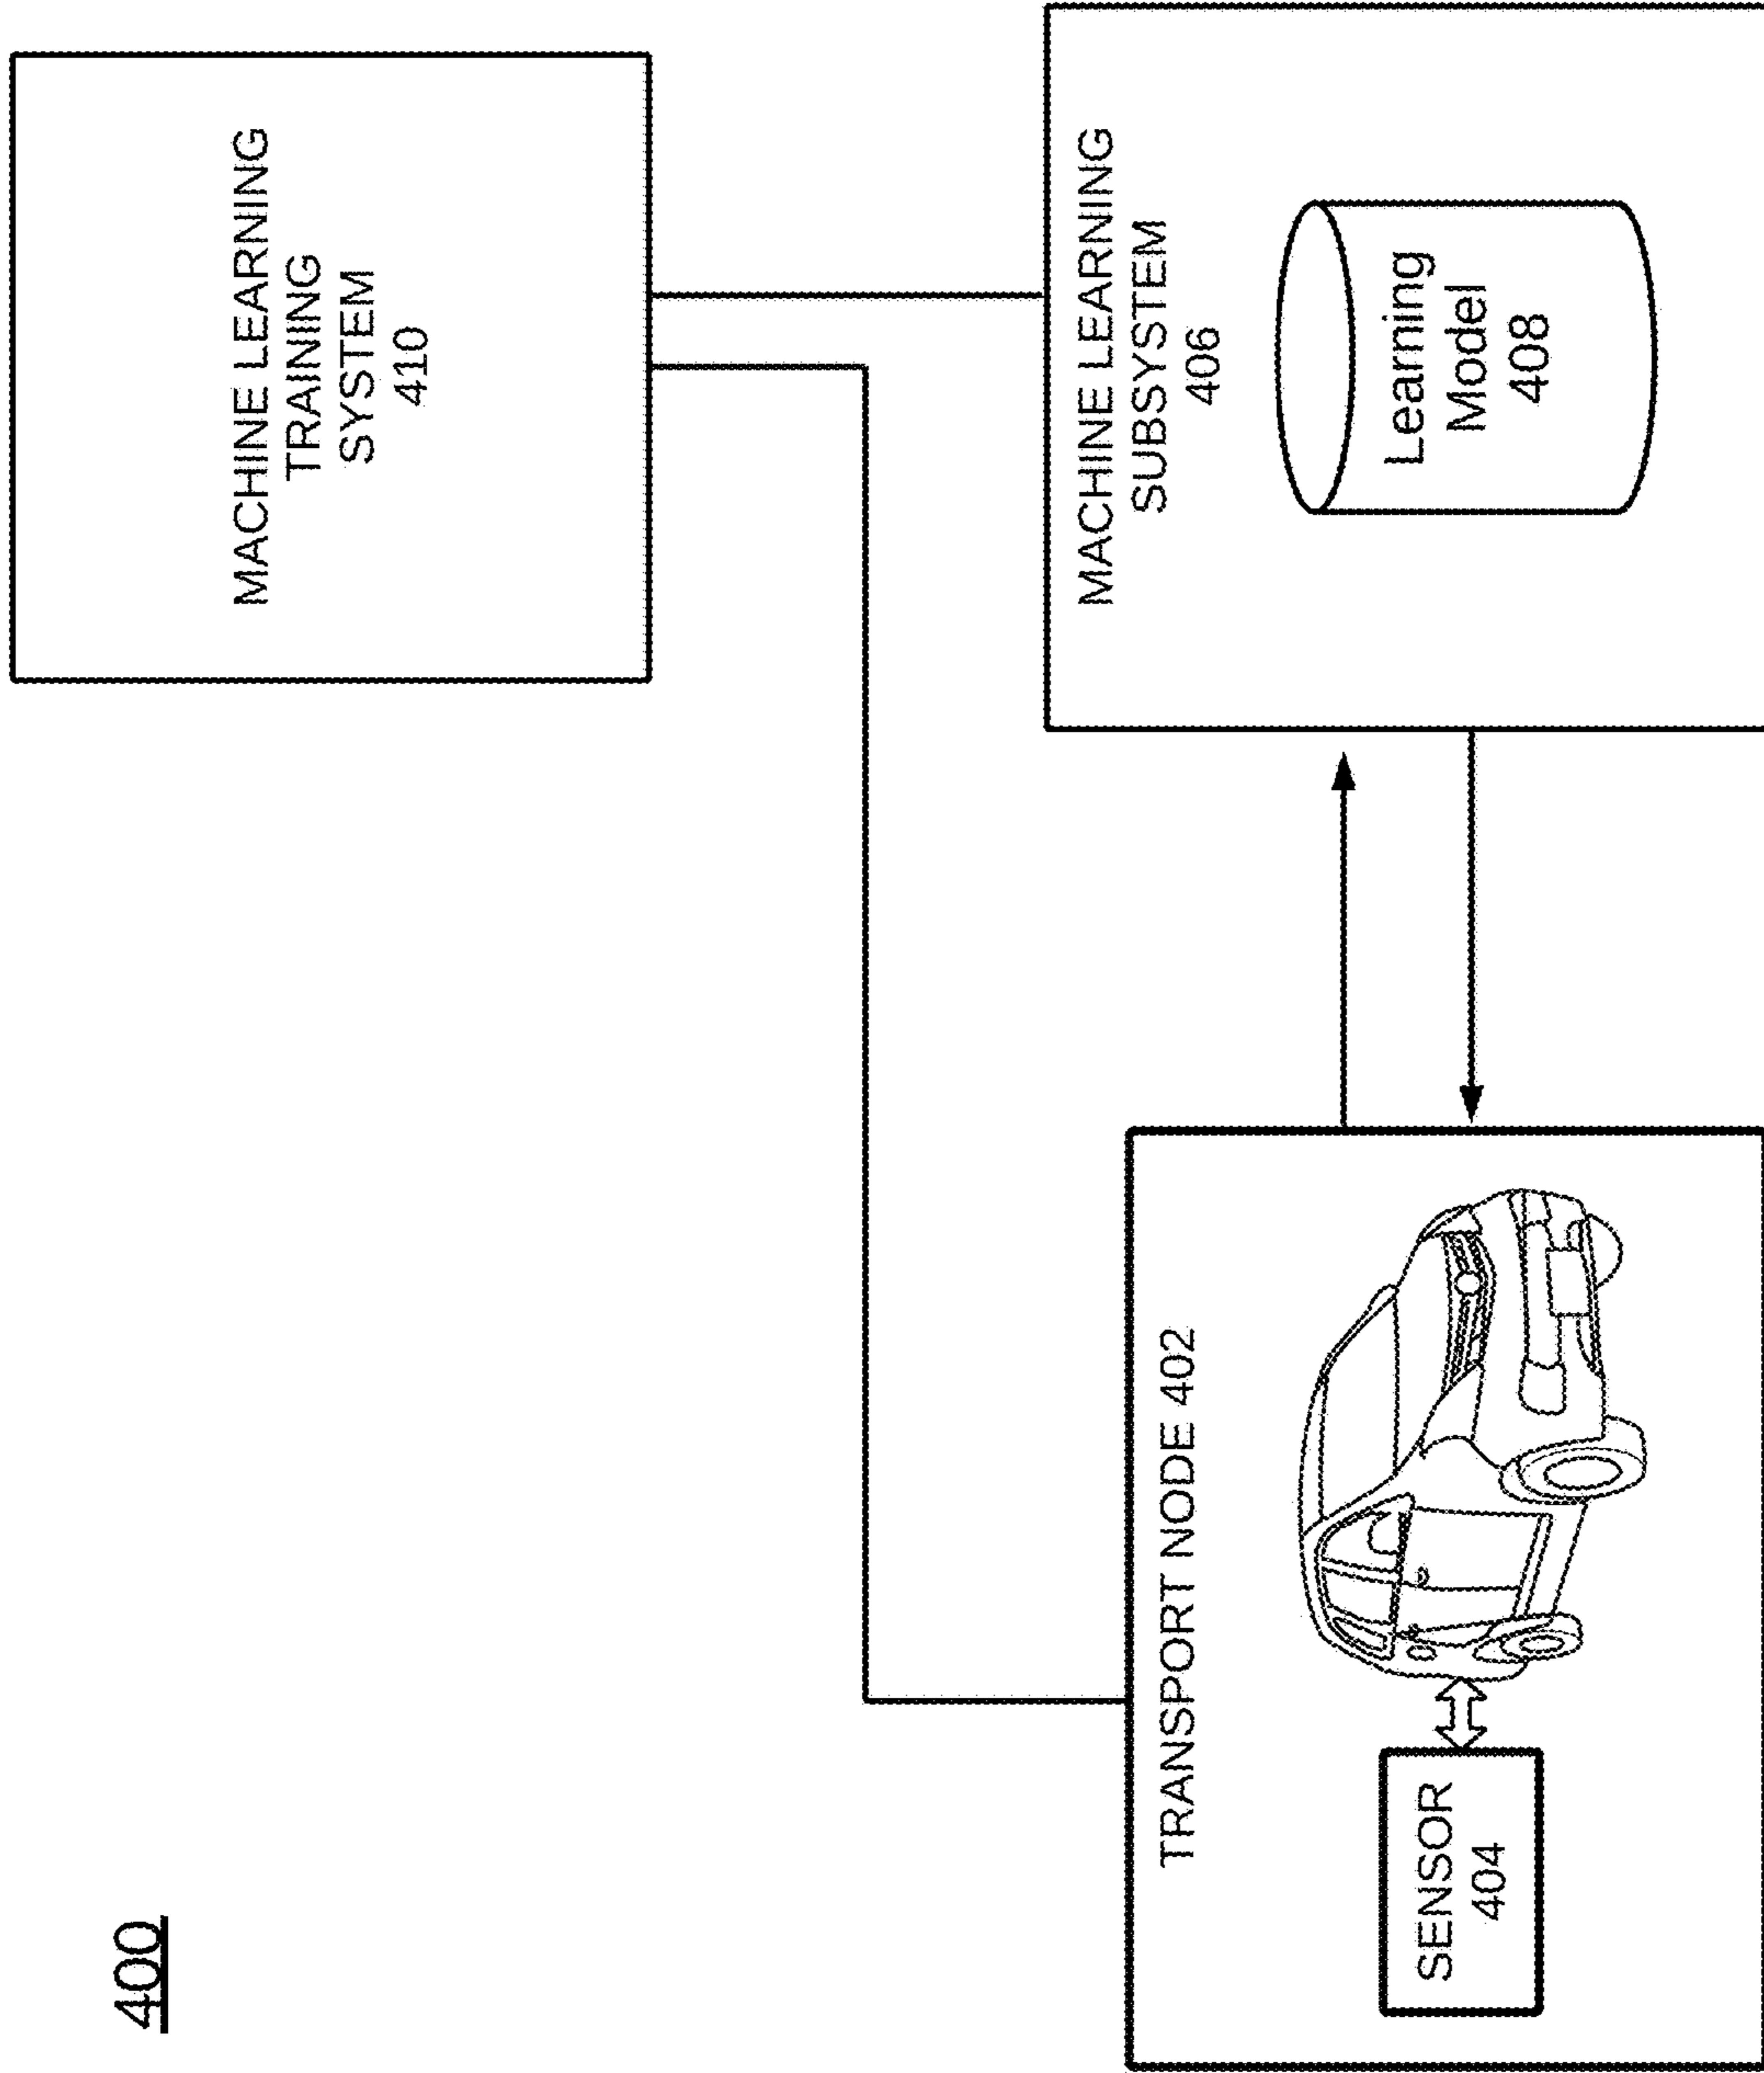 400
MACHINE LEARNING
TRAINING
SYSTEM
410
TRANSPORT NODE 402
SENSOR
404
MACHINE LEARNING
SUBSYSTEM
406
Learning
Model
408